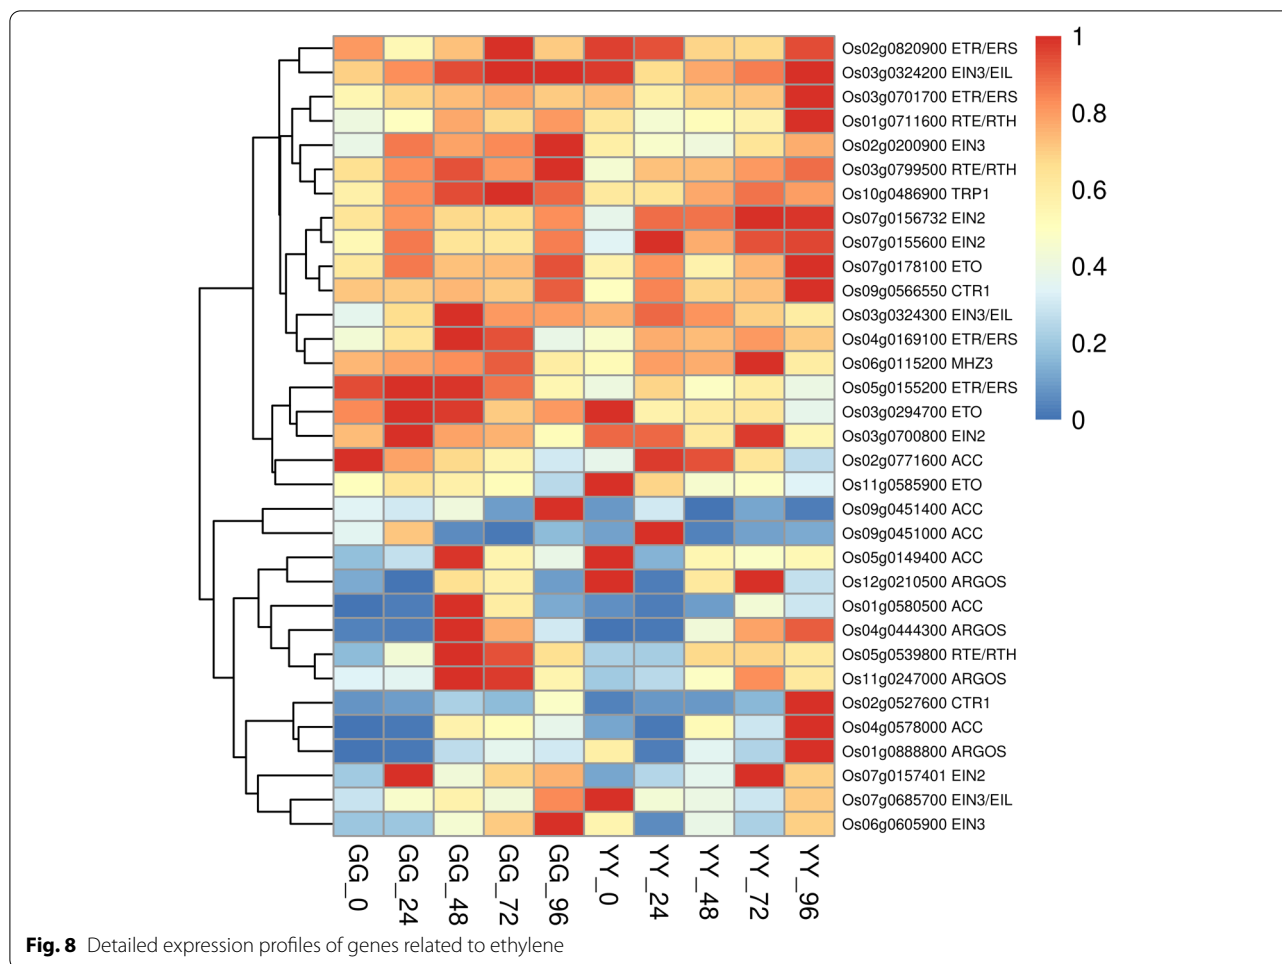 Os02g0820900 ETR/ERS
Os03g0324200 EIN3/EIL
Os03g0701700 ETR/ERS
Os01g0711600 RTE/RTH
Os02g0200900 EIN3
Os03g0799500 RTE/RTH
Os10g0486900 TRP1
Os07g0156732 EIN2
Os07g0155600 EIN2
Os07g0178100 ETO
Os09g0566550 CTR1
Os03g0324300 EIN3/EIL
Os04g0169100 ETR/ERS
Os06g0115200 MHZ3
Os05g0155200 ETR/ERS
Os03g0294700 ETO
Os03g0700800 EIN2
Os02g0771600 ACC
Os11g0585900 ETO
Os09g0451400 ACC
Os09g0451000 ACC
Os05g0149400 ACC
Os12g0210500 ARGOS
Os01g0580500 ACC
Os04g0444300 ARGOS
Os05g0539800 RTE/RTH
Os11g0247000 ARGOS
Os02g0527600 CTR1
Os04g0578000 ACC
Os01g0888800 ARGOS
Os07g0157401 EIN2
Os07g0685700 EIN3/EIL
Os06g0605900 EIN3
1
0.8
0.6
0.4
0.2
0
GG_0
GG_24
GG_48
GG_72
GG_96
YY_0
YY_24
YY_48
YY_72
YY_96
Fig. 8 Detailed expression profiles of genes related to ethylene